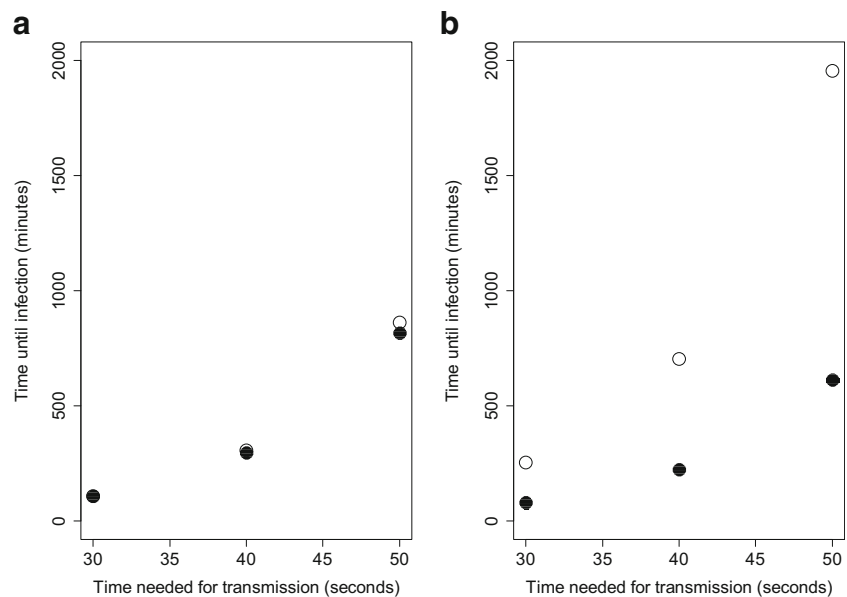 a
2000
1500
1000
500
0
Time until infection (minutes)
30 35 40 45 50
Time needed for transmission (seconds)
b
2000
1500
1000
500
0
Time until infection (minutes)
30 35 40 45 50
Time needed for transmission (seconds)